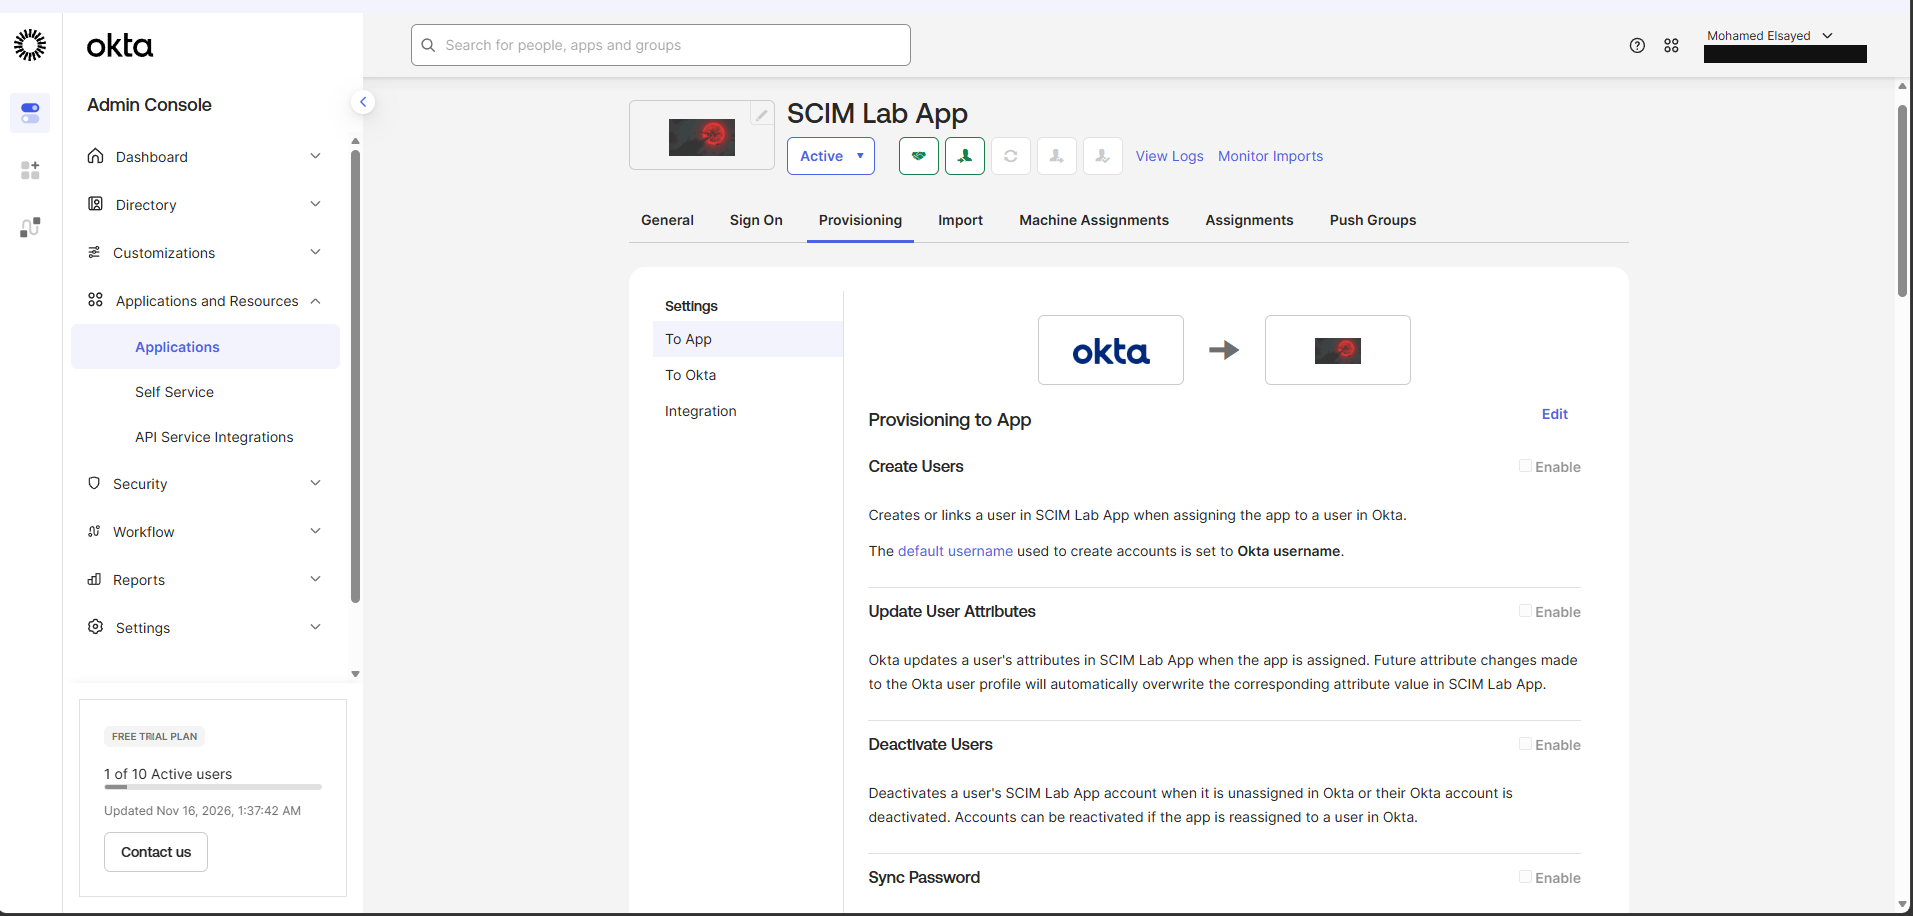 okta
Search for people, apps and groups
Mohamed Elsayed
Admin Console
Dashboard
Directory
Customizations
Applications and Resources
Applications
Self Service
API Service Integrations
Security
Workflow
Reports
Settings
FREE TRIAL PLAN
1 of 10 Active users
Updated Nov 16, 2026, 1:37:42 AM
Contact us
SCIM Lab App
Active
View Logs
Monitor Imports
General
Sign On
Provisioning
Import
Machine Assignments
Assignments
Push Groups
Settings
To App
To Okta
Integration
okta
Provisioning to App
Edit
Create Users
Enable
Creates or links a user in SCIM Lab App when assigning the app to a user in Okta.
The default username used to create accounts is set to Okta username.
Update User Attributes
Enable
Okta updates a user's attributes in SCIM Lab App when the app is assigned. Future attribute changes made
to the Okta user profile will automatically overwrite the corresponding attribute value in SCIM Lab App.
Deactivate Users
Enable
Deactivates a user's SCIM Lab App account when it is unassigned in Okta or their Okta account is
deactivated. Accounts can be reactivated if the app is reassigned to a user in Okta.
Sync Password
Enable